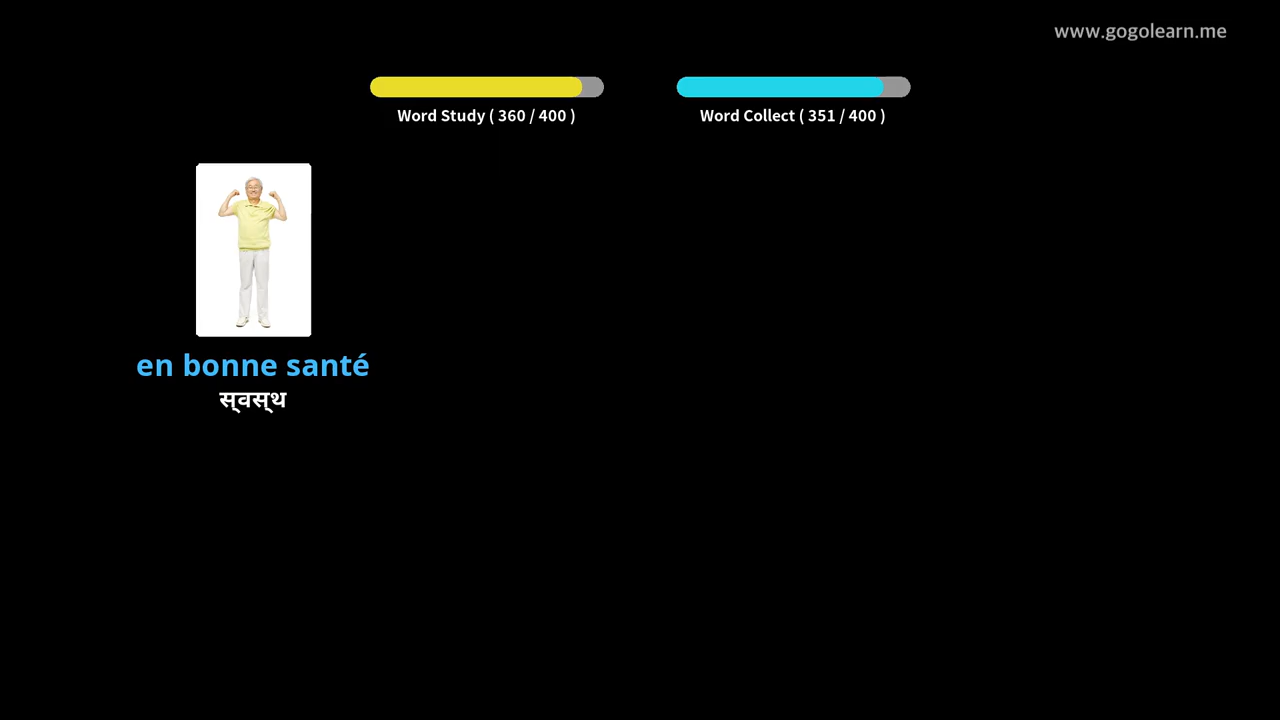 www.gogolearn.me
Word Study ( 360 / 400 )
Word Collect ( 351 / 400 )
en bonne santé
स्वस्थ